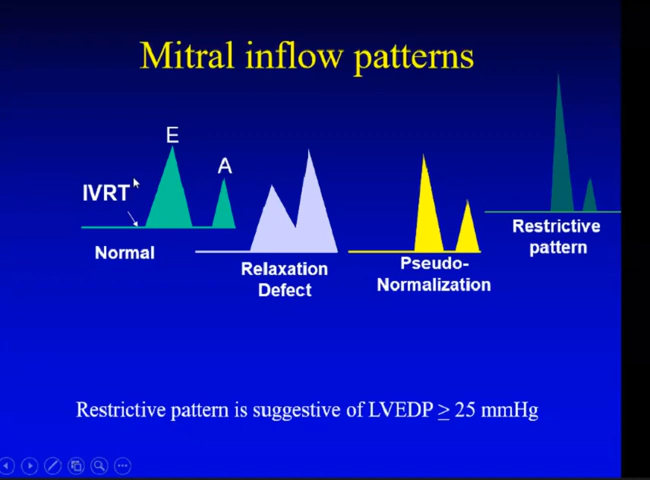 Mitral inflow patterns
E
A
IVRT
Normal
Relaxation
Defect
Pseudo-
Normalization
Restrictive
pattern
Restrictive pattern is suggestive of LVEDP ≥ 25 mmHg